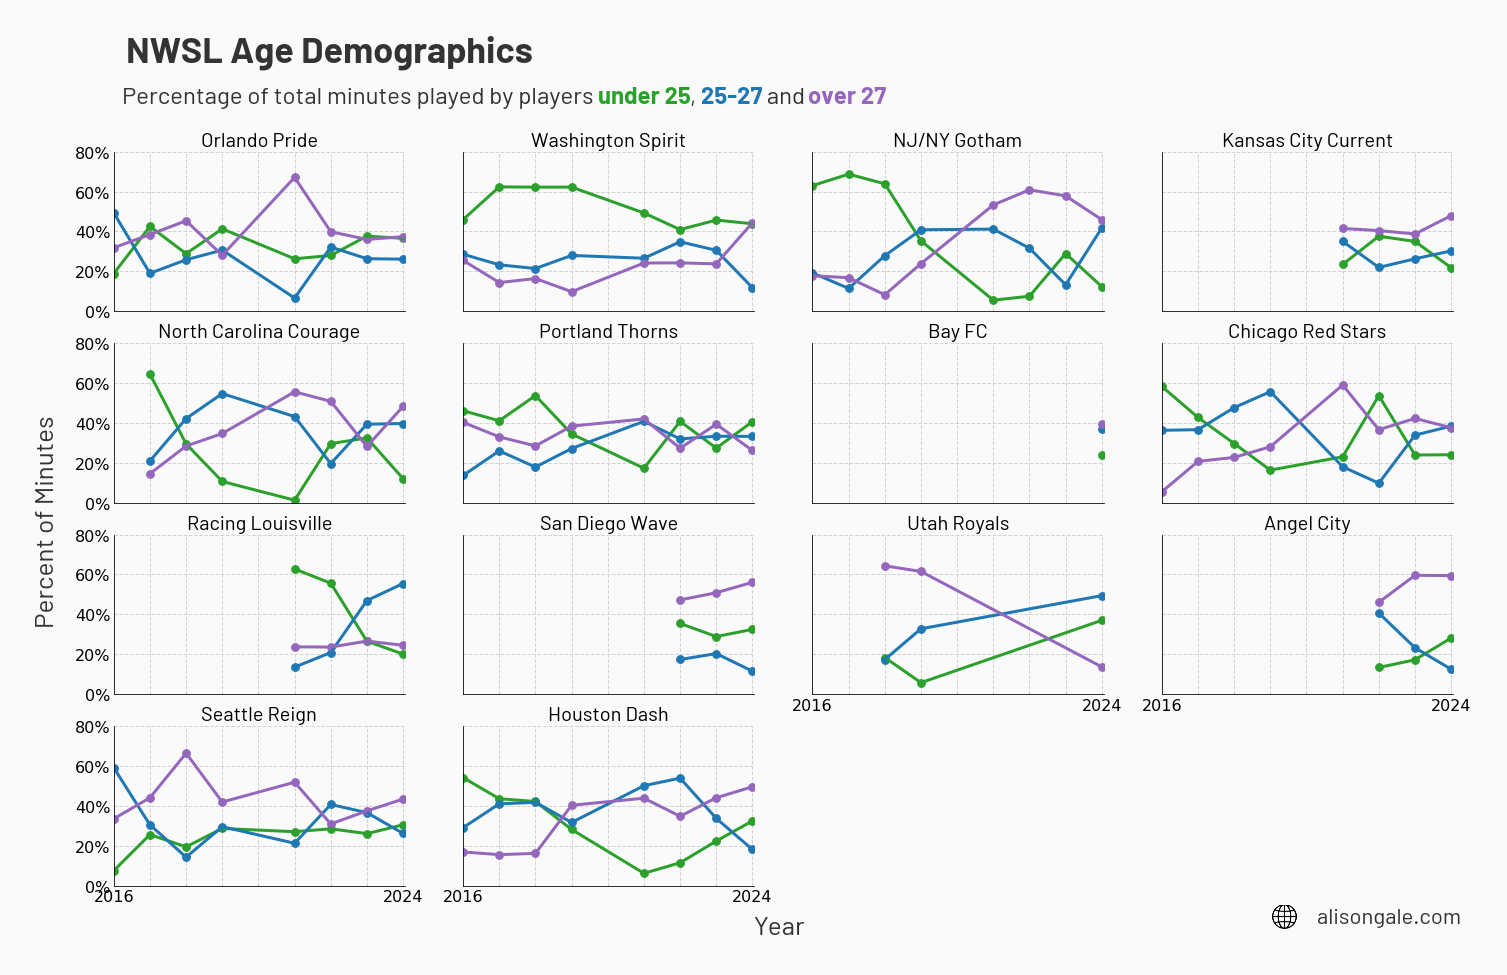 NWSL Age Demographics
Percentage of total minutes played by players under 25, 25-27 and over 27
Orlando Pride
Washington Spirit
NJ/NY Gotham
Kansas City Current
80%
60%
40%
20%
0%
North Carolina Courage
Portland Thorns
Bay FC
Chicago Red Stars
80%
60%
40%
20%
0%
Racing Louisville
San Diego Wave
Utah Royals
Angel City
80%
60%
40%
20%
0%
2016 2024
2016 2024
Seattle Reign
Houston Dash
80%
60%
40%
20%
0%
2016 2024
2016 2024
Percent of Minutes
Year
alisongale.com